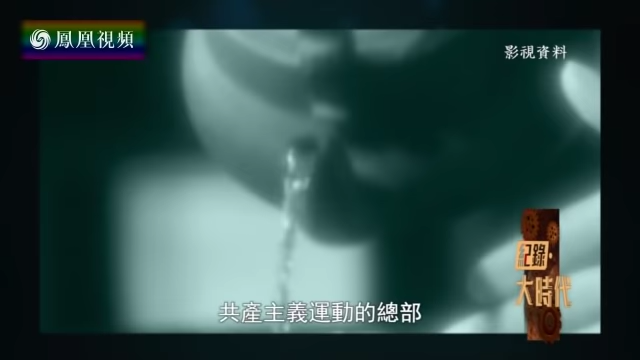 鳳凰視頻
影視資料
紀錄·
大時代
共產主義運動的總部